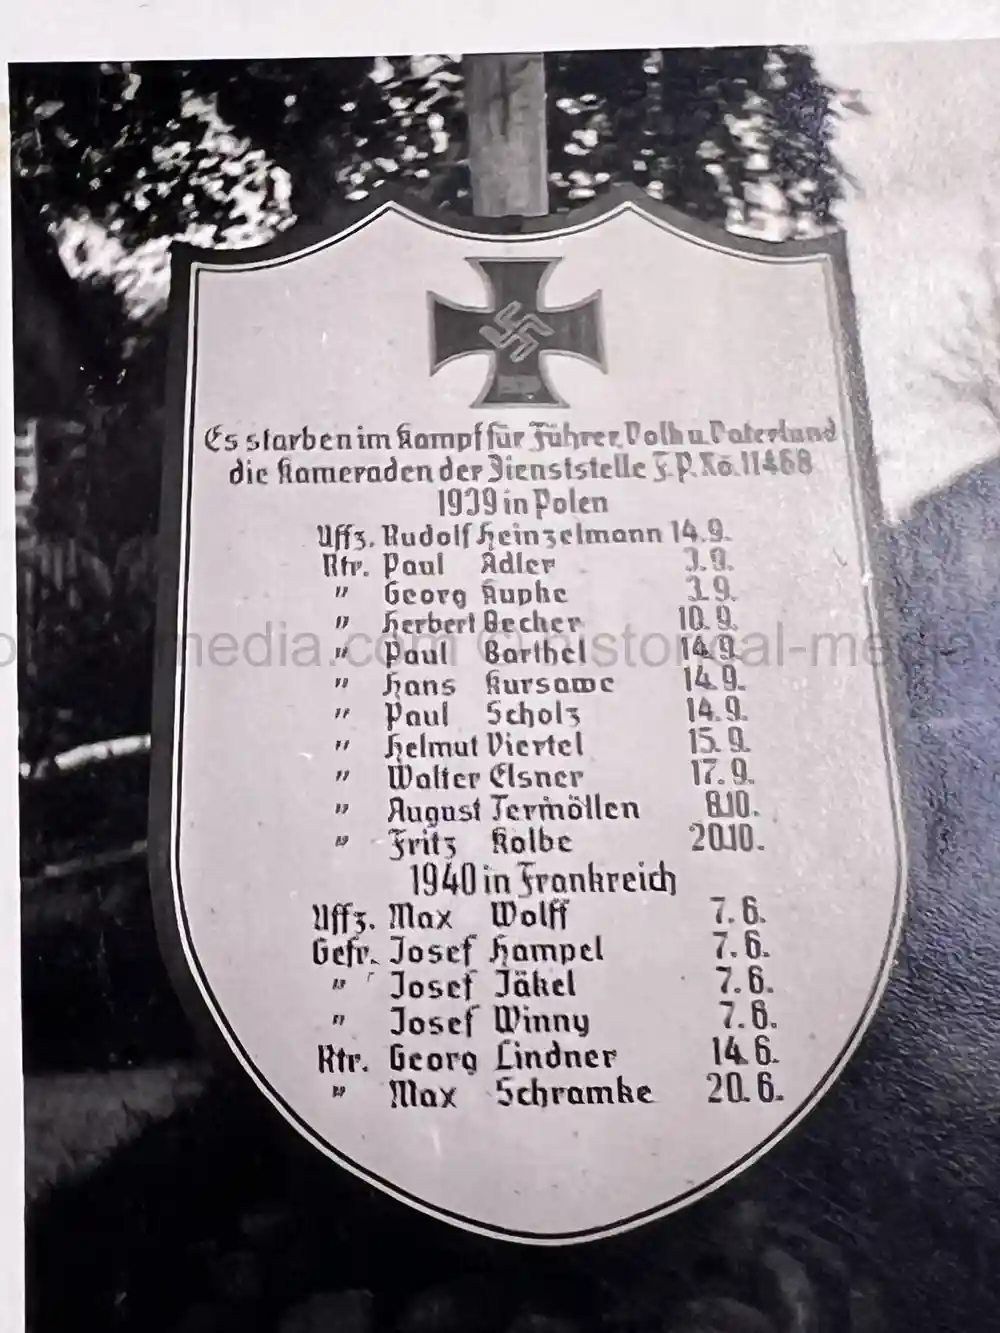 Es starben im Kampf für Führer, Volk u. Vaterland
die Kameraden der Dienststelle F.P.No. 11468
1939 in Polen
Uffz. Rudolf Heinzelmann 14.9.
Rtr. Paul Adler 3.9.
" Georg Kuphe 3.9.
" Herbert Becher 10.9.
" Paul Barthel 14.9.
" Hans Kursawe 14.9.
" Paul Scholz 14.9.
" Helmut Viertel 15.9.
" Walter Elsner 17.9.
" August Termöllen 8.10.
" Fritz Kolbe 20.10.
1940 in Frankreich
Uffz. Max Wolff 7.6.
Gefr. Josef Hampel 7.6.
" Josef Jäkel 7.6.
" Josef Winny 7.6.
Rtr. Georg Lindner 14.6.
" Max Schramke 20.6.